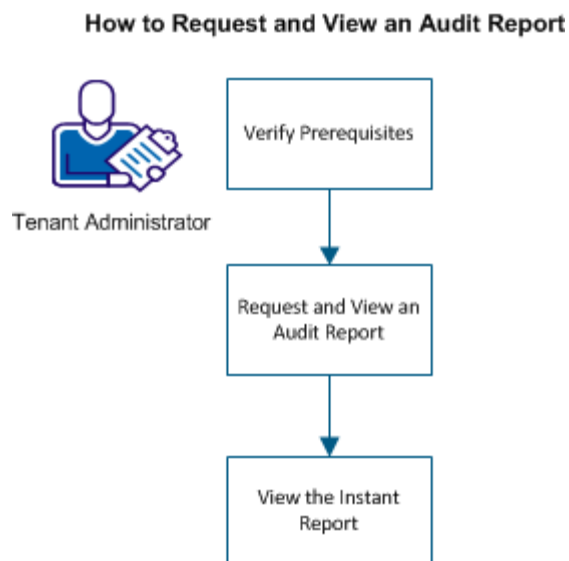 How to Request and View an Audit Report
Verify Prerequisites
Tenant Administrator
Request and View an
Audit Report
View the Instant
Report